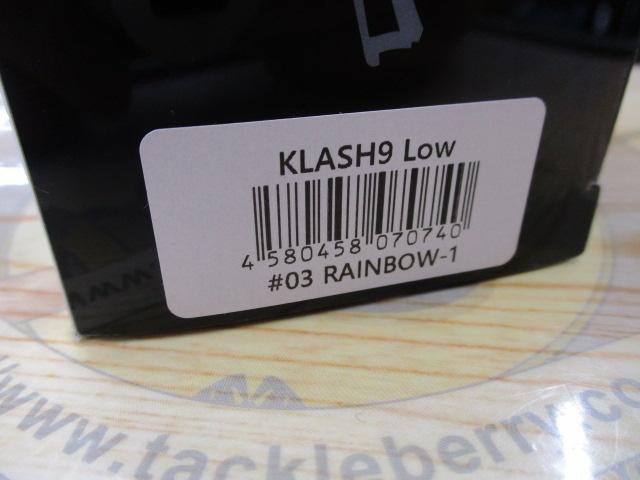 KLASH9 Low
4 580458 070740
#03 RAINBOW-1
www.tackleberry.co